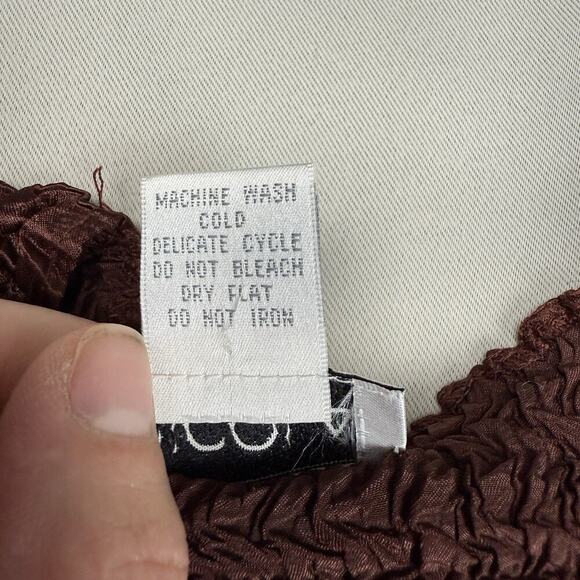 MACHINE WASH
COLD
DELICATE CYCLE
DO NOT BLEACH
DRY FLAT
DO NOT IRON